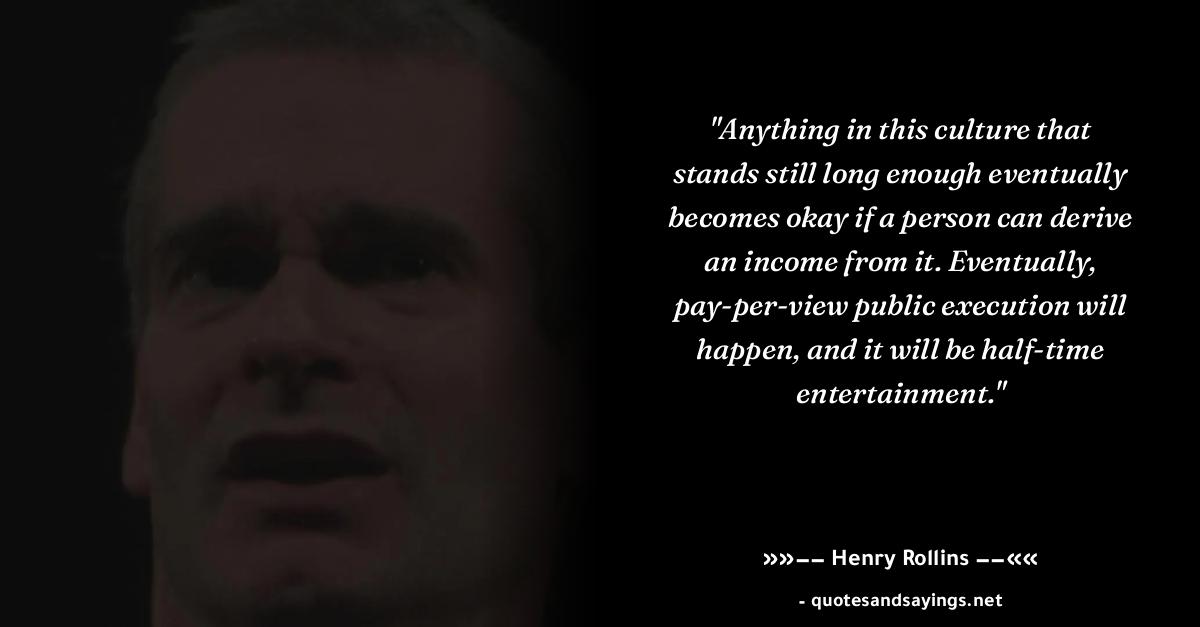 "Anything in this culture that
stands still long enough eventually
becomes okay if a person can derive
an income from it. Eventually,
pay-per-view public execution will
happen, and it will be half-time
entertainment."
»»−− Henry Rollins −−««
- quotesandsayings.net